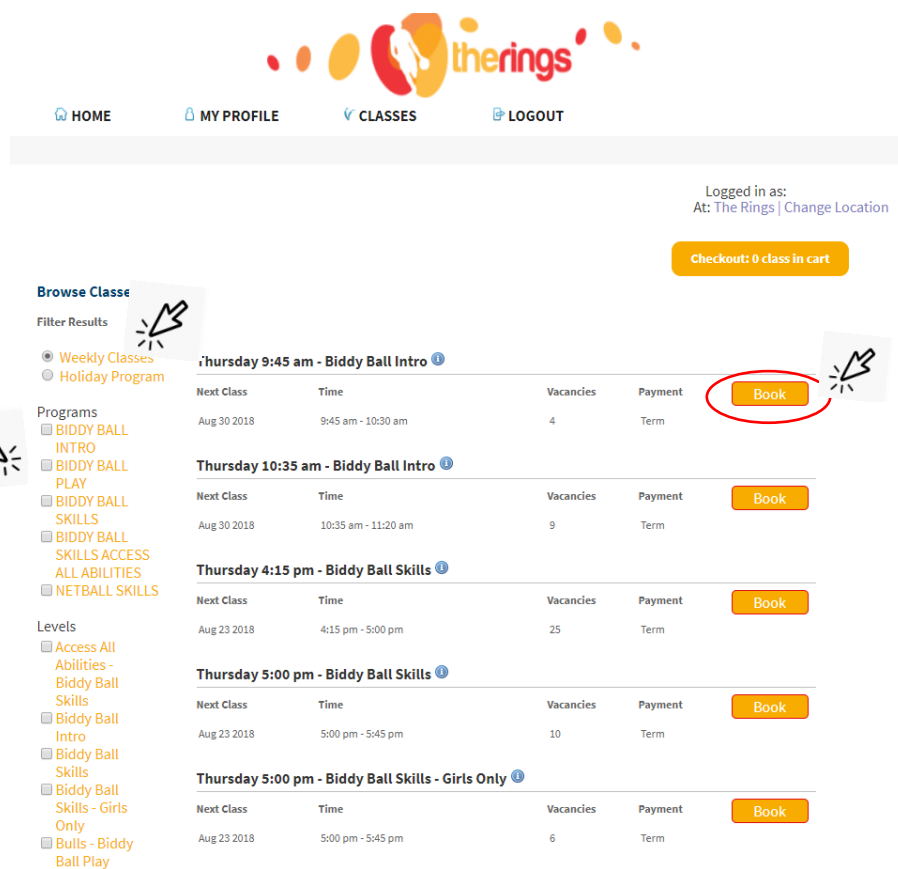 therings
HOME MY PROFILE CLASSES LOGOUT
Logged in as:
At: The Rings | Change Location
Checkout: 0 class in cart
Browse Classe
Filter Results
Weekly Classes
Holiday Program
Programs
BIDDY BALL
INTRO
BIDDY BALL
PLAY
BIDDY BALL
SKILLS
BIDDY BALL
SKILLS ACCESS
ALL ABILITIES
NETBALL SKILLS
Levels
Access All
Abilities -
Biddy Ball
Skills
Biddy Ball
Intro
Biddy Ball
Skills
Biddy Ball
Skills - Girls
Only
Bulls - Biddy
Ball Play
Thursday 9:45 am - Biddy Ball Intro
Next Class Time Vacancies Payment Book
Aug 30 2018 9:45 am - 10:30 am 4 Term
Thursday 10:35 am - Biddy Ball Intro
Next Class Time Vacancies Payment Book
Aug 30 2018 10:35 am - 11:20 am 9 Term
Thursday 4:15 pm - Biddy Ball Skills
Next Class Time Vacancies Payment Book
Aug 23 2018 4:15 pm - 5:00 pm 25 Term
Thursday 5:00 pm - Biddy Ball Skills
Next Class Time Vacancies Payment Book
Aug 23 2018 5:00 pm - 5:45 pm 10 Term
Thursday 5:00 pm - Biddy Ball Skills - Girls Only
Next Class Time Vacancies Payment Book
Aug 23 2018 5:00 pm - 5:45 pm 6 Term